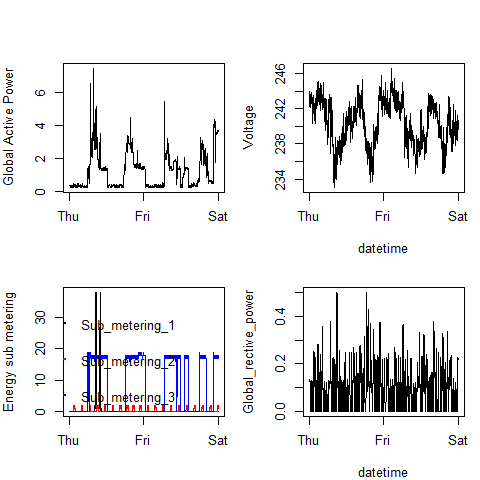 Global Active Power
0 2 4 6
Thu Fri Sat
Voltage
234 238 242 246
Thu Fri Sat
datetime
Energy sub metering
0 10 20 30
Sub_metering_1
Sub_metering_2
Sub_metering_3
Thu Fri Sat
Global_rective_power
0.0 0.2 0.4
Thu Fri Sat
datetime